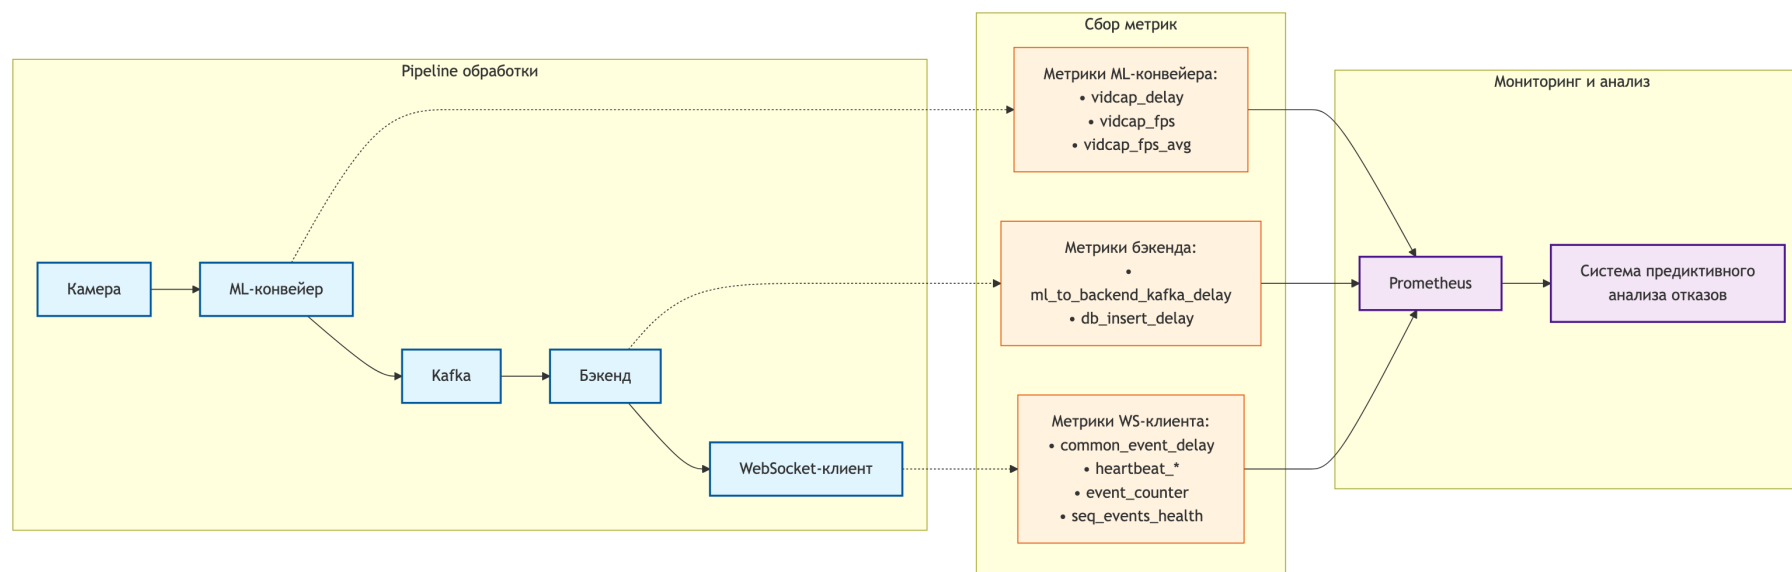 Pipeline обработки
Камера
ML-конвейер
Kafka
Бэкенд
WebSocket-клиент
Сбор метрик
Метрики ML-конвейера:
• vidcap_delay
• vidcap_fps
• vidcap_fps_avg
Метрики бэкенда:
•
ml_to_backend_kafka_delay
• db_insert_delay
Метрики WS-клиента:
• common_event_delay
• heartbeat_*
• event_counter
• seq_events_health
Мониторинг и анализ
Prometheus
Система предиктивного
анализа отказов